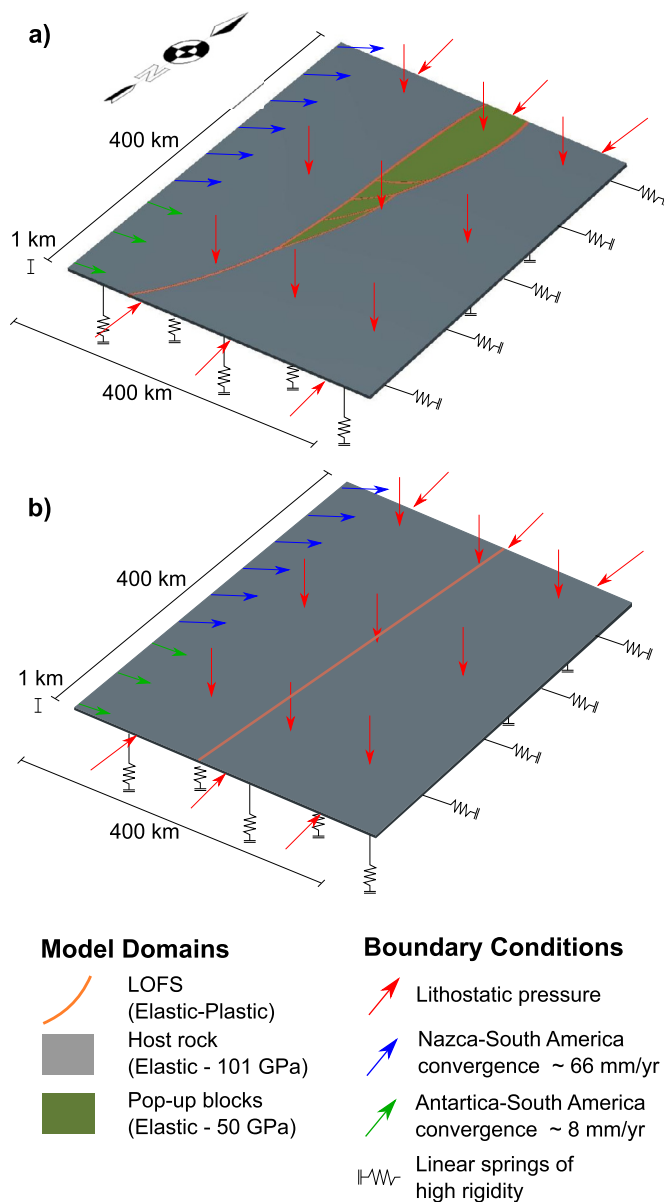 a)
N
400 km
1 km
400 km
b)
400 km
1 km
400 km
Model Domains
LOFS
(Elastic-Plastic)
Host rock
(Elastic - 101 GPa)
Pop-up blocks
(Elastic - 50 GPa)
Boundary Conditions
Lithostatic pressure
Nazca-South America
convergence ~ 66 mm/yr
Antartica-South America
convergence ~ 8 mm/yr
Linear springs of
high rigidity